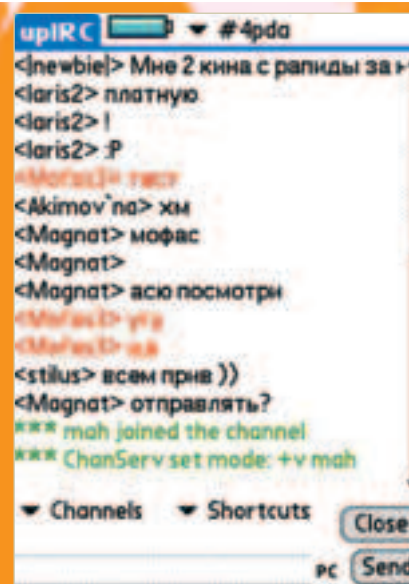 upIRC #4pda
<|newbie|> Мне 2 кина с рапиды за
<laris2> платную
<laris2> !
<laris2> :P
тест
<Akimov`na> хм
<Magnat> мофас
<Magnat>
<Magnat> асю посмотри
угу
<stilus> всем прив ))
<Magnat> отправлять?
*** mah joined the channel
*** ChanServ set mode: +v mah
Channels Shortcuts Close
PC Send